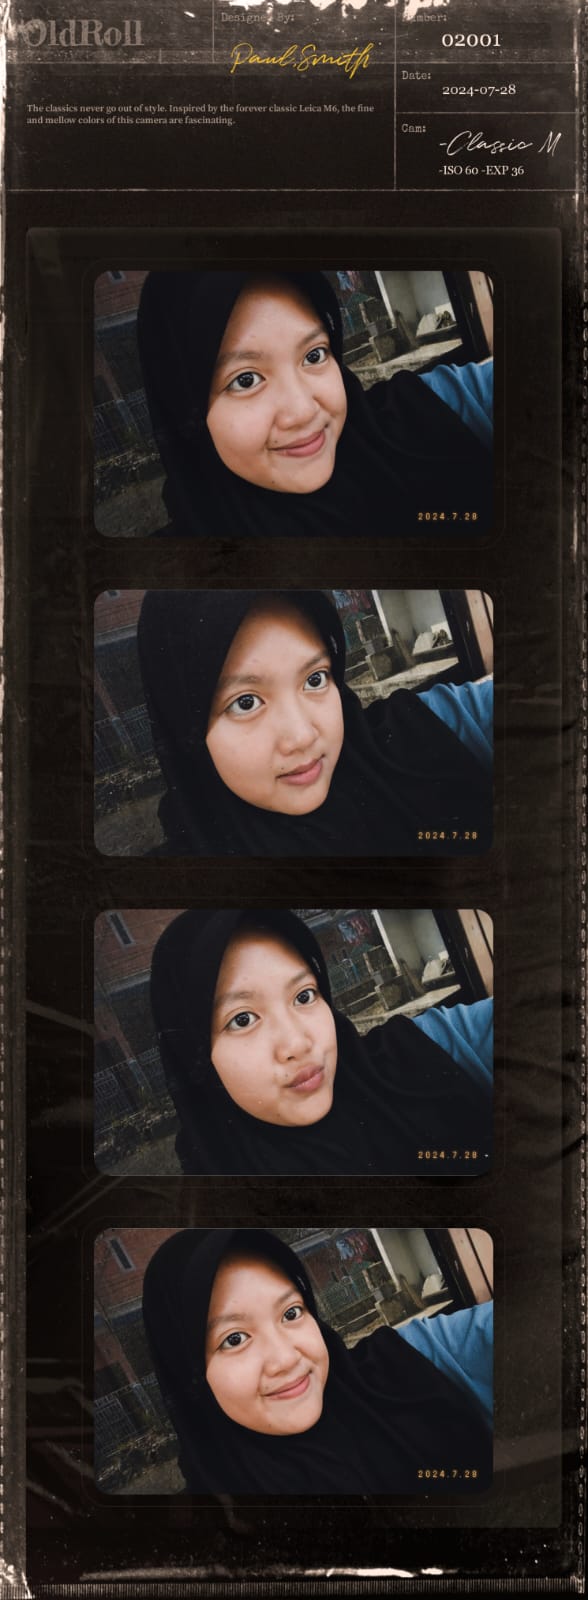 OldRoll
Designed By:
Paul.Smith
Number:
02001
Date:
2024-07-28
The classics never go out of style. Inspired by the forever classic Leica M6, the fine
and mellow colors of this camera are fascinating.
Cam:
-Classic M
-ISO 60 -EXP 36
2024.7.28
2024.7.28
2024.7.28
2024.7.28